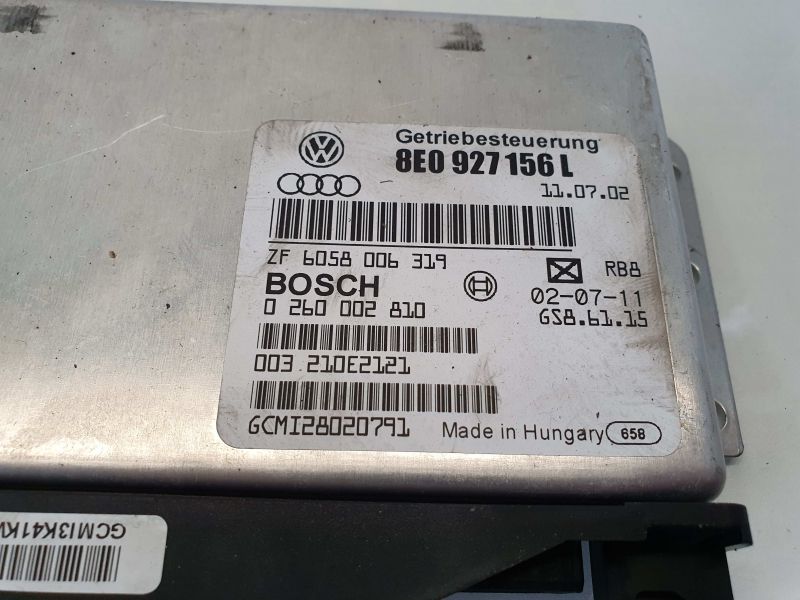 Getriebesteuerung
8E0 927 156 L
11.07.02
ZF 6058 006 319
RB8
BOSCH
02-07-11
0 260 002 810
GS8.61.15
003 210E2121
GCMI28020791
Made in Hungary 658